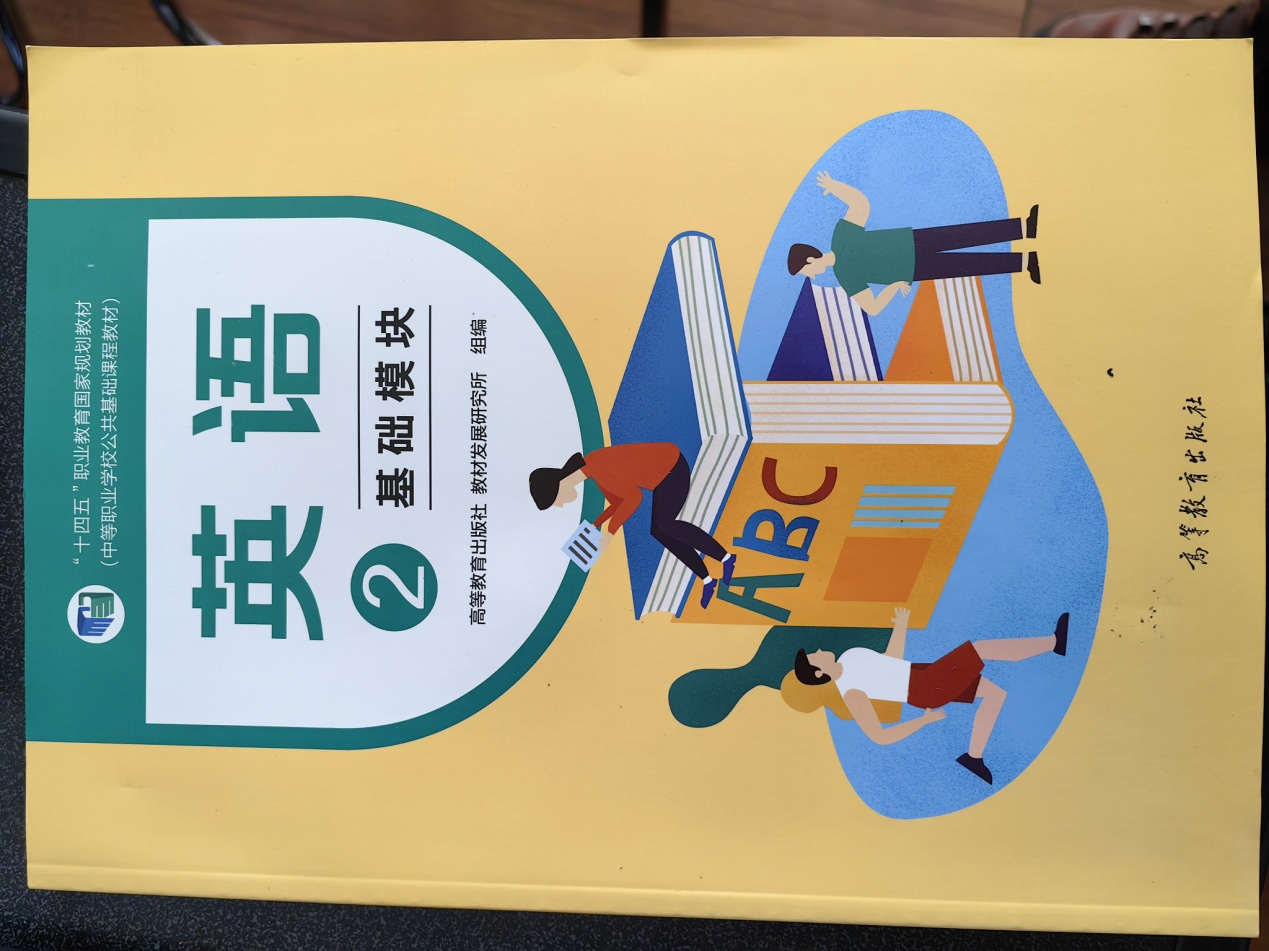 “十四五”职业教育国家规划教材
（中等职业学校公共基础课程教材）
英语
2 基础模块
高等教育出版社 教材发展研究所 组编
ABC
高等教育出版社